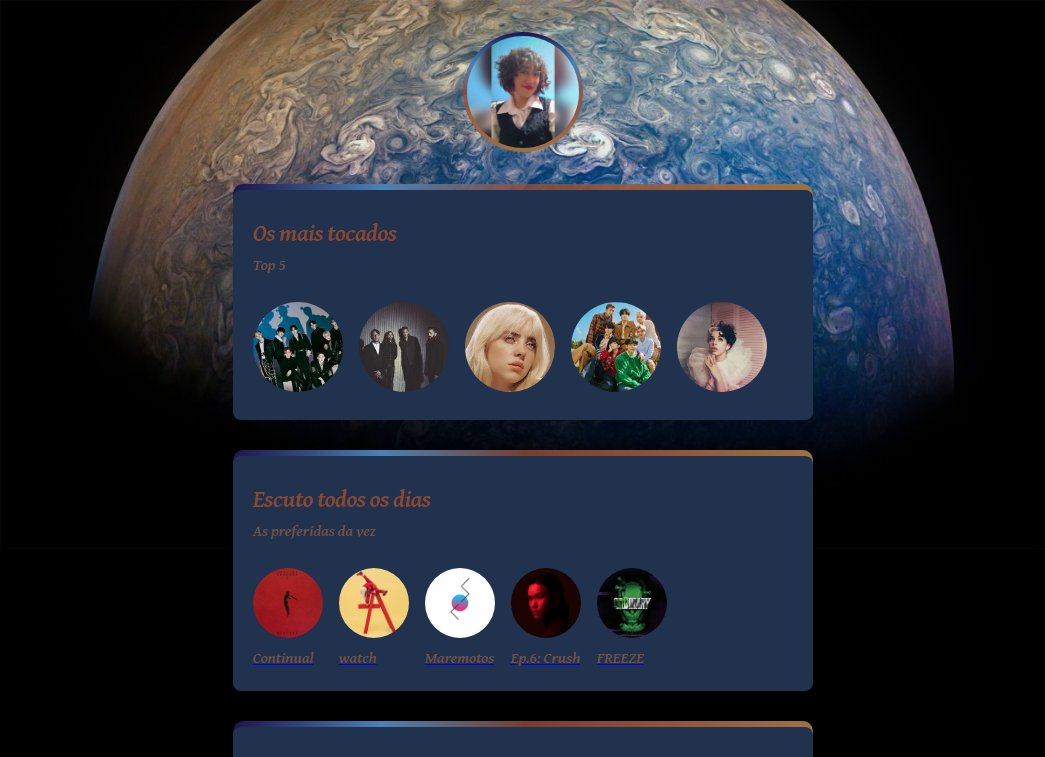 Os mais tocados
Top 5
Escuto todos os dias
As preferidas da vez
Continual
watch
Maremotos
Ep.6: Crush
FREEZE